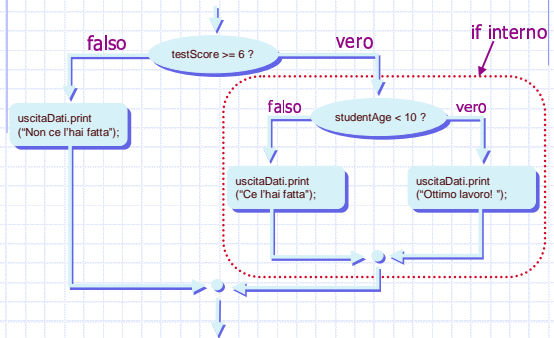 if interno
falso
vero
testScore >= 6 ?
uscitaDati.print
(“Non ce l'hai fatta”);
falso
vero
studentAge < 10 ?
uscitaDati.print
(“Ce l'hai fatta”);
uscitaDati.print
(“Ottimo lavoro! ”);